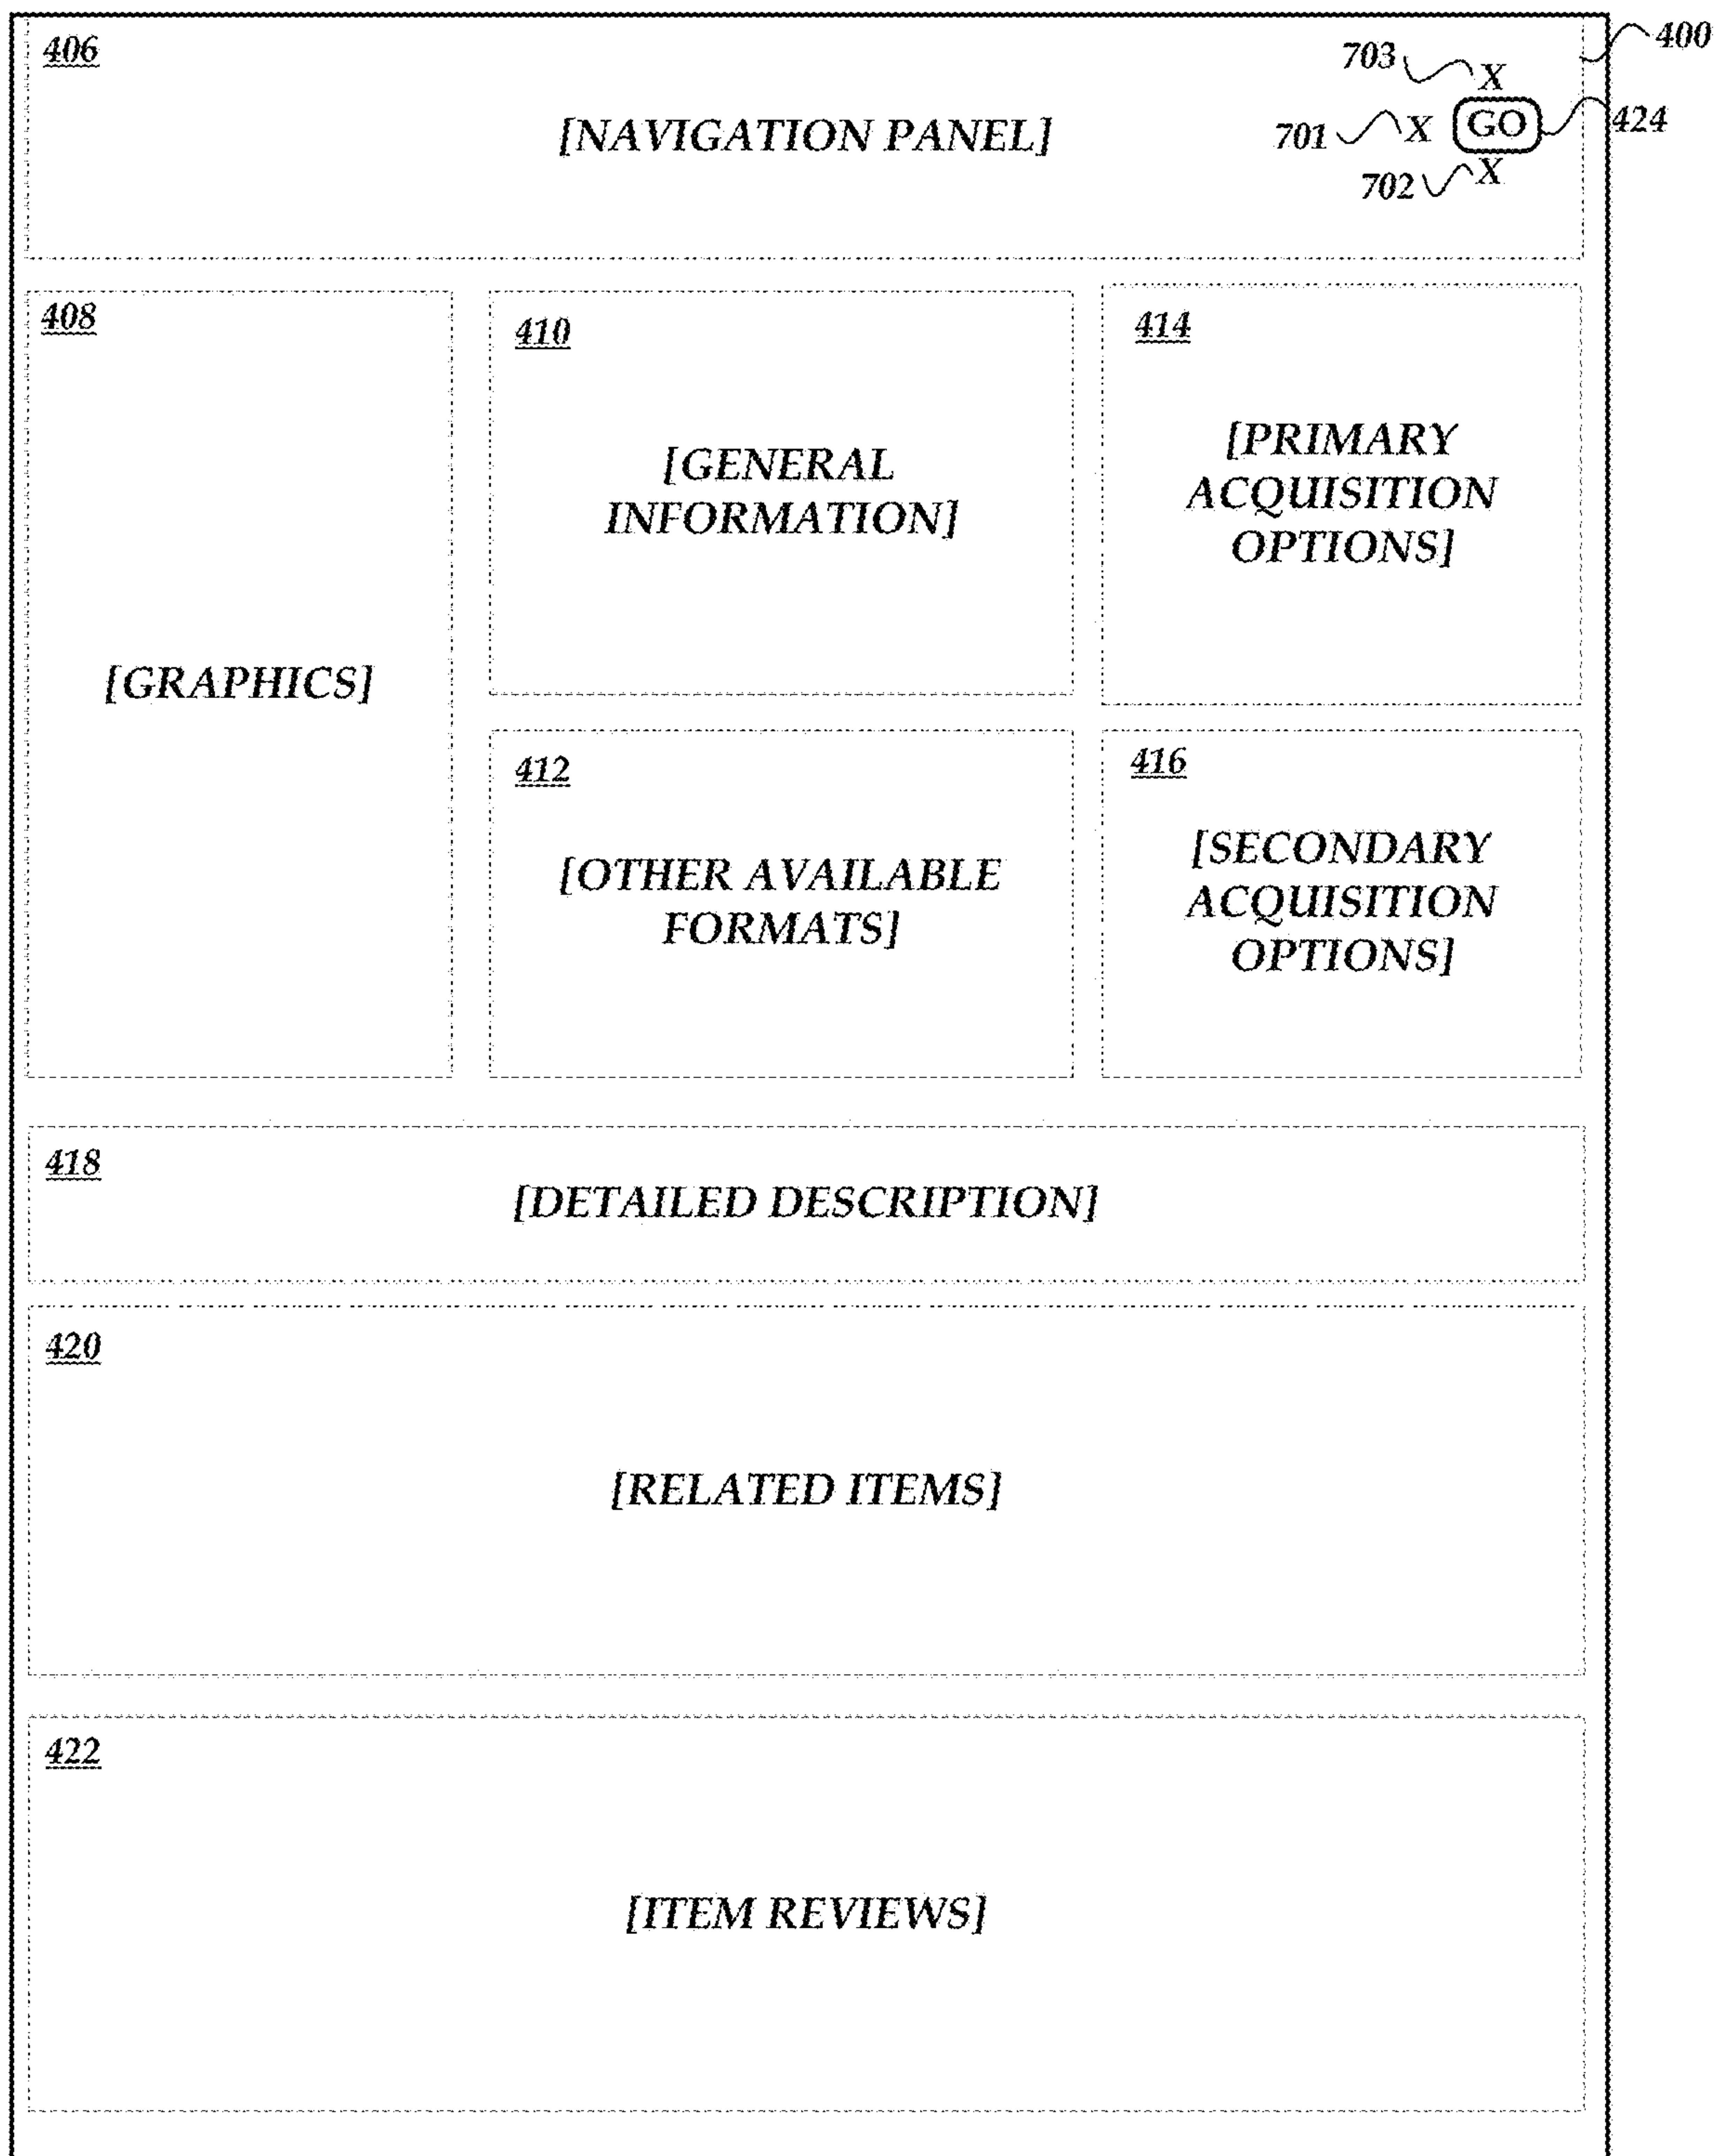 406
400
703 X
[NAVIGATION PANEL]
701 X GO 424
702 X
408
410
414
[GENERAL
INFORMATION]
[PRIMARY
ACQUISITION
OPTIONS]
[GRAPHICS]
412
416
[OTHER AVAILABLE
FORMATS]
[SECONDARY
ACQUISITION
OPTIONS]
418
[DETAILED DESCRIPTION]
420
[RELATED ITEMS]
422
[ITEM REVIEWS]